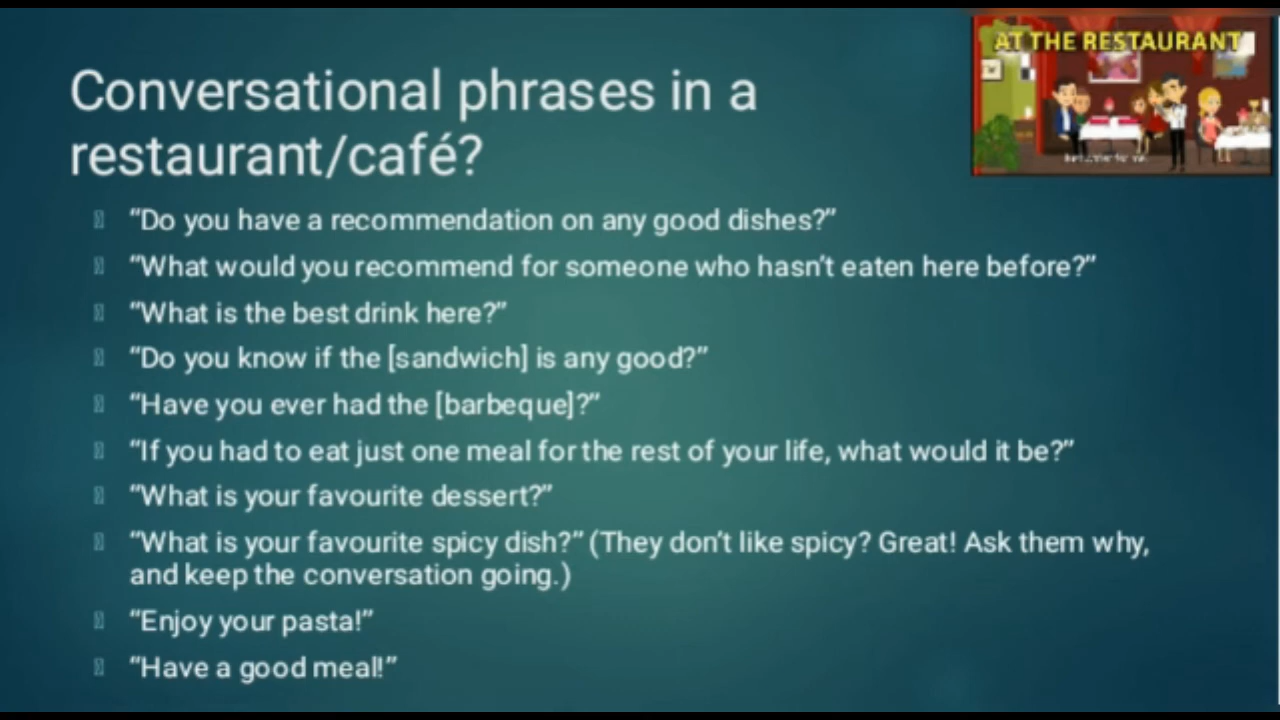 AT THE RESTAURANT
Conversational phrases in a
restaurant/café?
“Do you have a recommendation on any good dishes?”
“What would you recommend for someone who hasn’t eaten here before?”
“What is the best drink here?”
“Do you know if the [sandwich] is any good?”
“Have you ever had the [barbeque]?”
“If you had to eat just one meal for the rest of your life, what would it be?”
“What is your favourite dessert?”
“What is your favourite spicy dish?” (They don’t like spicy? Great! Ask them why,
and keep the conversation going.)
“Enjoy your pasta!”
“Have a good meal!”